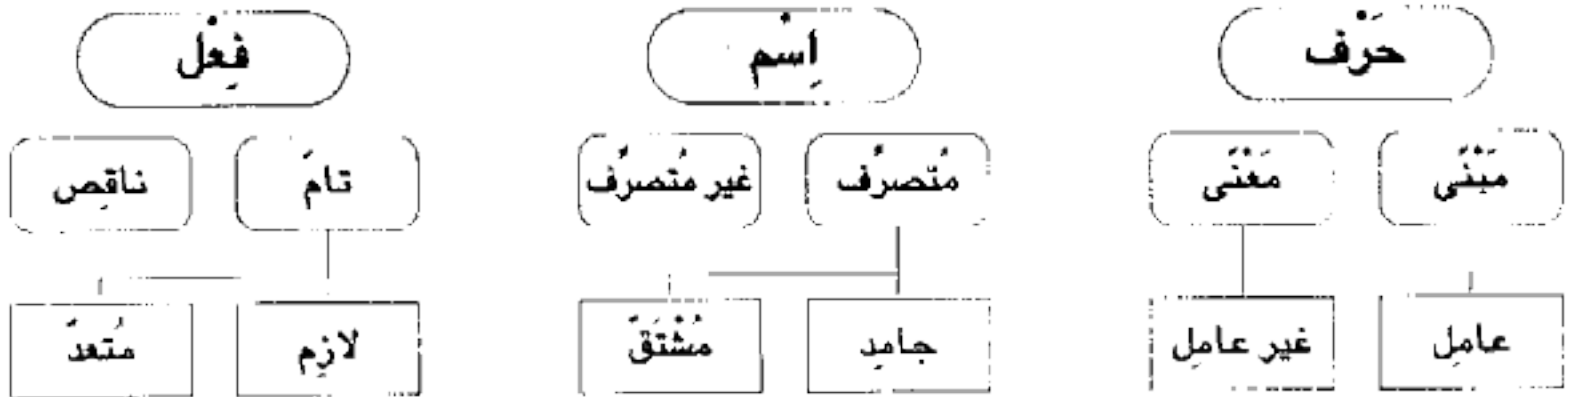 حَرْف اِسْم فِعْل
مَبْنًى مَعْنًى مُتصرِّف غير مُتصرِّف تامّ ناقِص
عامِل غير عامِل جامِد مُشْتَقّ لازِم مُتعدّ